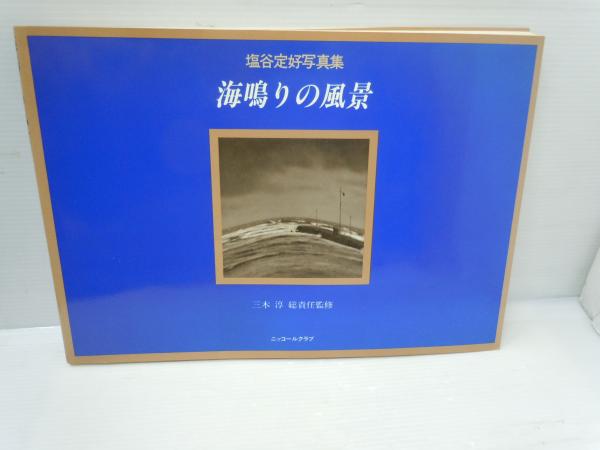 塩谷定好写真集
海鳴りの風景
三木 淳 総責任監修
ニッコールクラブ